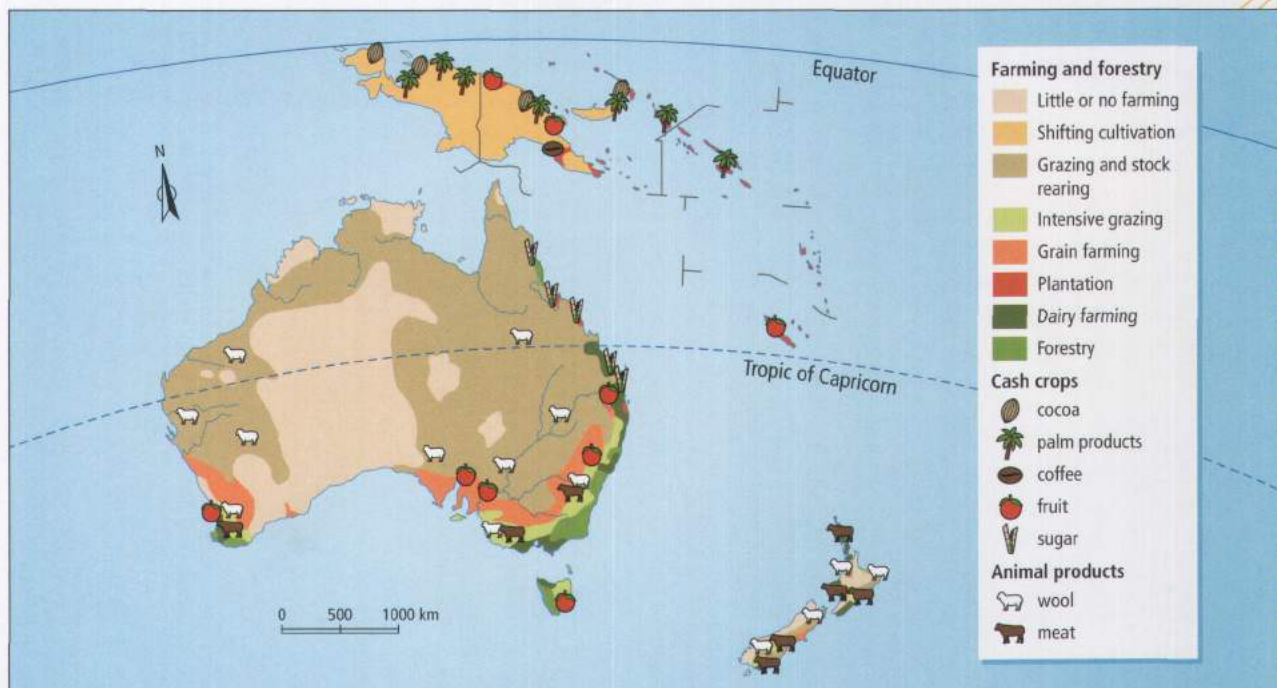 Equator
N
Tropic of Capricorn
0 500 1000 km
Farming and forestry
Little or no farming
Shifting cultivation
Grazing and stock
rearing
Intensive grazing
Grain farming
Plantation
Dairy farming
Forestry
Cash crops
cocoa
palm products
coffee
fruit
sugar
Animal products
wool
meat